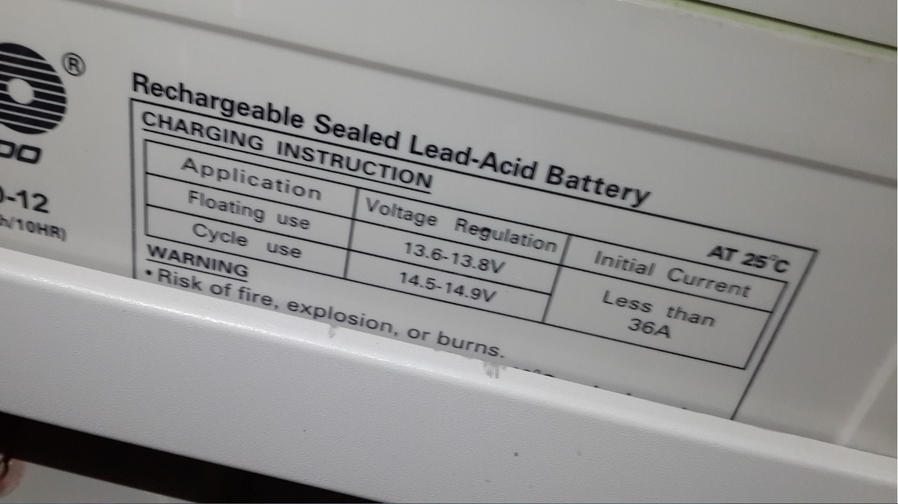 ®
Rechargeable Sealed Lead-Acid Battery
CHARGING INSTRUCTION AT 25°C
Application Voltage Regulation Initial Current
Floating use 13.6-13.8V Less than
Cycle use 14.5-14.9V 36A
WARNING
• Risk of fire, explosion, or burns.
-12
/10HR)